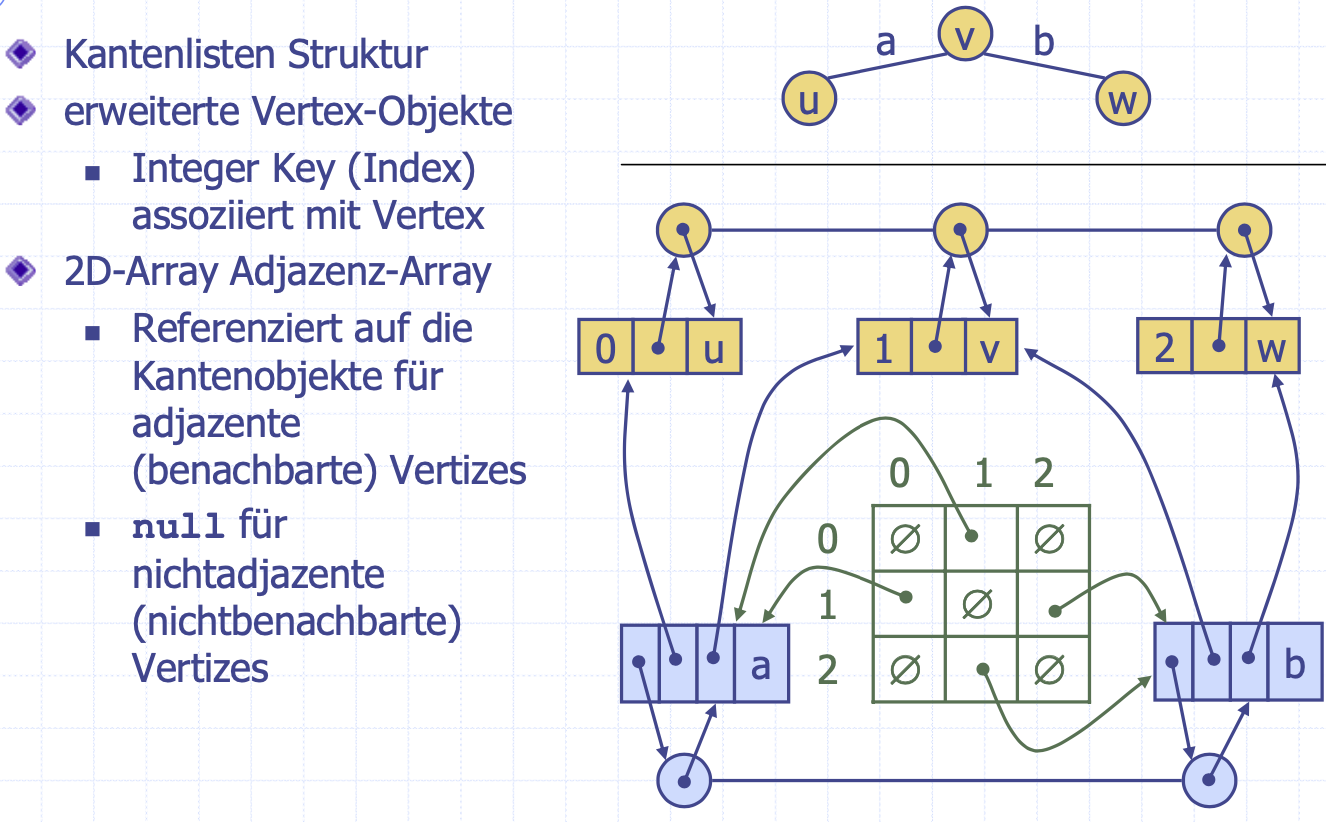 Kantenlisten Struktur
erweiterte Vertex-Objekte
Integer Key (Index)
assoziiert mit Vertex
2D-Array Adjazenz-Array
Referenziert auf die
Kantenobjekte für
adjazente
(benachbarte) Vertizes
null für
nichtadjazente
(nichtbenachbarte)
Vertizes
a v b
u w
0 u 1 v 2 w
0 1 2
0 ∅ ∅
1 ∅
2 ∅ ∅
a b